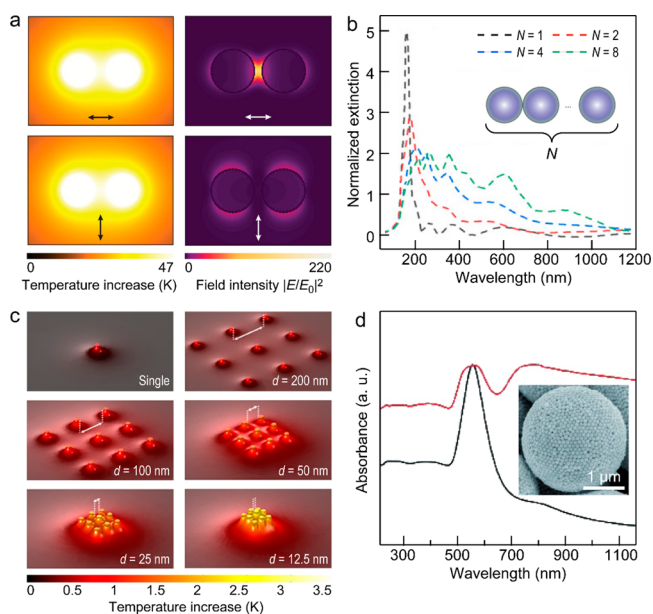 a
0
47
Temperature increase (K)
0
220
Field intensity |E/E₀|²
b
N = 1
N = 2
N = 4
N = 8
...
N
5
4
3
2
1
0
Normalized extinction
200 400 600 800 1000 1200
Wavelength (nm)
c
Single
d = 200 nm
d = 100 nm
d = 50 nm
d = 25 nm
d = 12.5 nm
0 0.5 1 1.5 2 2.5 3 3.5
Temperature increase (K)
d
Absorbance (a. u.)
1 μm
300 500 700 900 1100
Wavelength (nm)